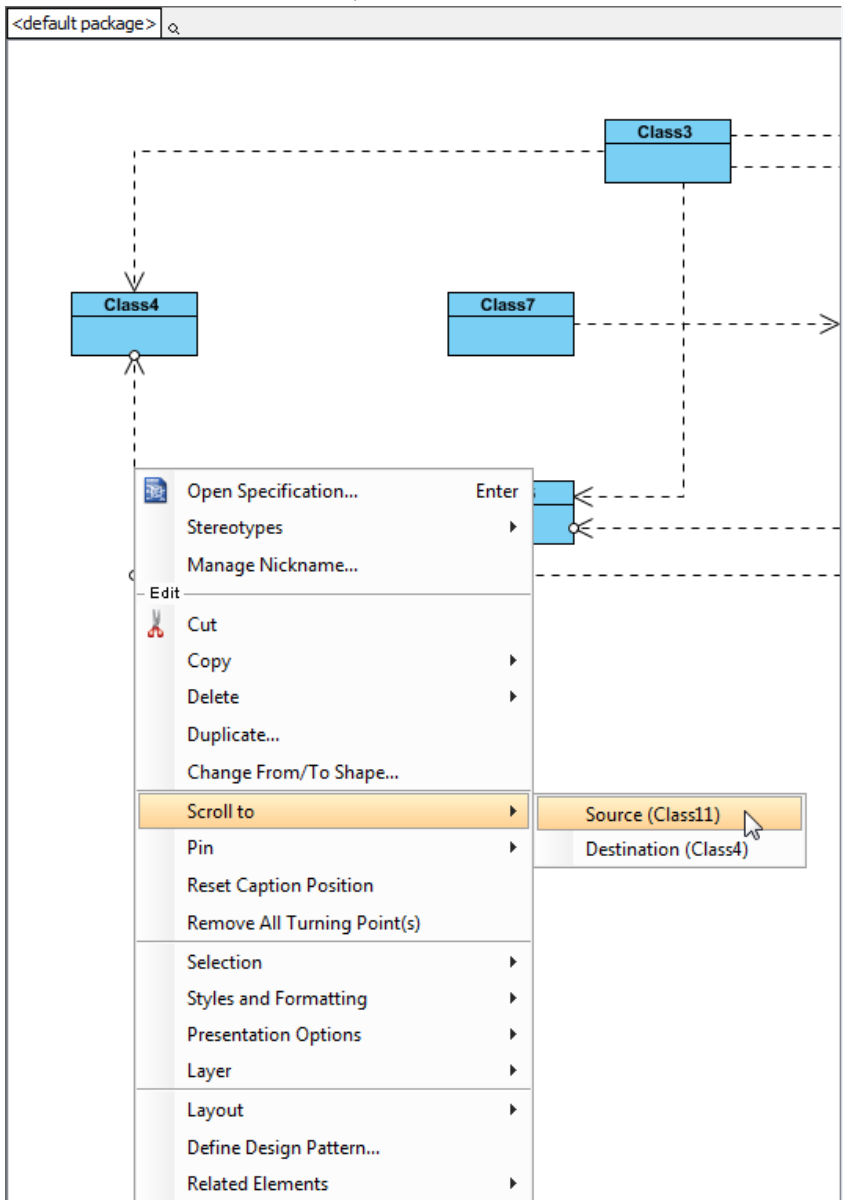 <default package>
Class3
Class4
Class7
Open Specification... Enter
Stereotypes
Manage Nickname...
Edit
Cut
Copy
Delete
Duplicate...
Change From/To Shape...
Scroll to
Source (Class11)
Pin
Destination (Class4)
Reset Caption Position
Remove All Turning Point(s)
Selection
Styles and Formatting
Presentation Options
Layer
Layout
Define Design Pattern...
Related Elements